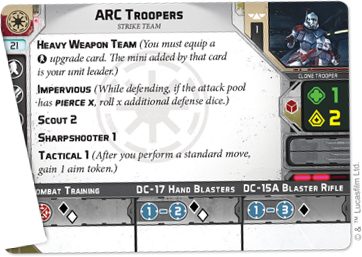 ARC Troopers
Strike Team
21
Heavy Weapon Team (You must equip a
upgrade card. The mini added by that card
is your unit leader.)
Impervious (While defending, if the attack pool
has PIERCE X, roll x additional defense dice.)
Scout 2
Sharpshooter 1
Tactical 1 (After you perform a standard move,
gain 1 aim token.)
Clone Trooper
1
2
ombat Training
DC-17 Hand Blasters
1-2
DC-15A Blaster Rifle
1-3
© & ™ Lucasfilm Ltd.